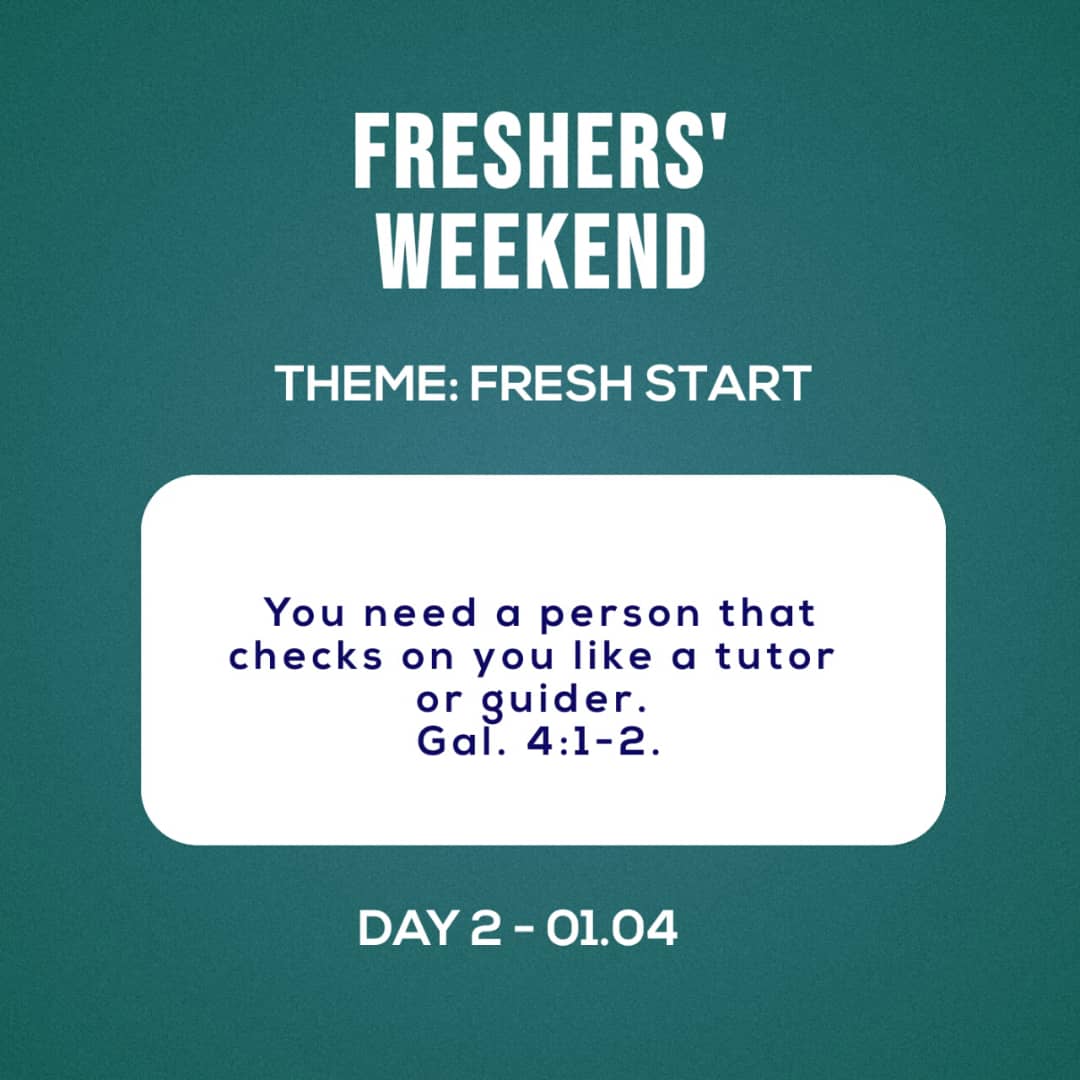 FRESHERS'
WEEKEND
THEME: FRESH START
You need a person that
checks on you like a tutor
or guider.
Gal. 4:1-2.
DAY 2 - 01.04